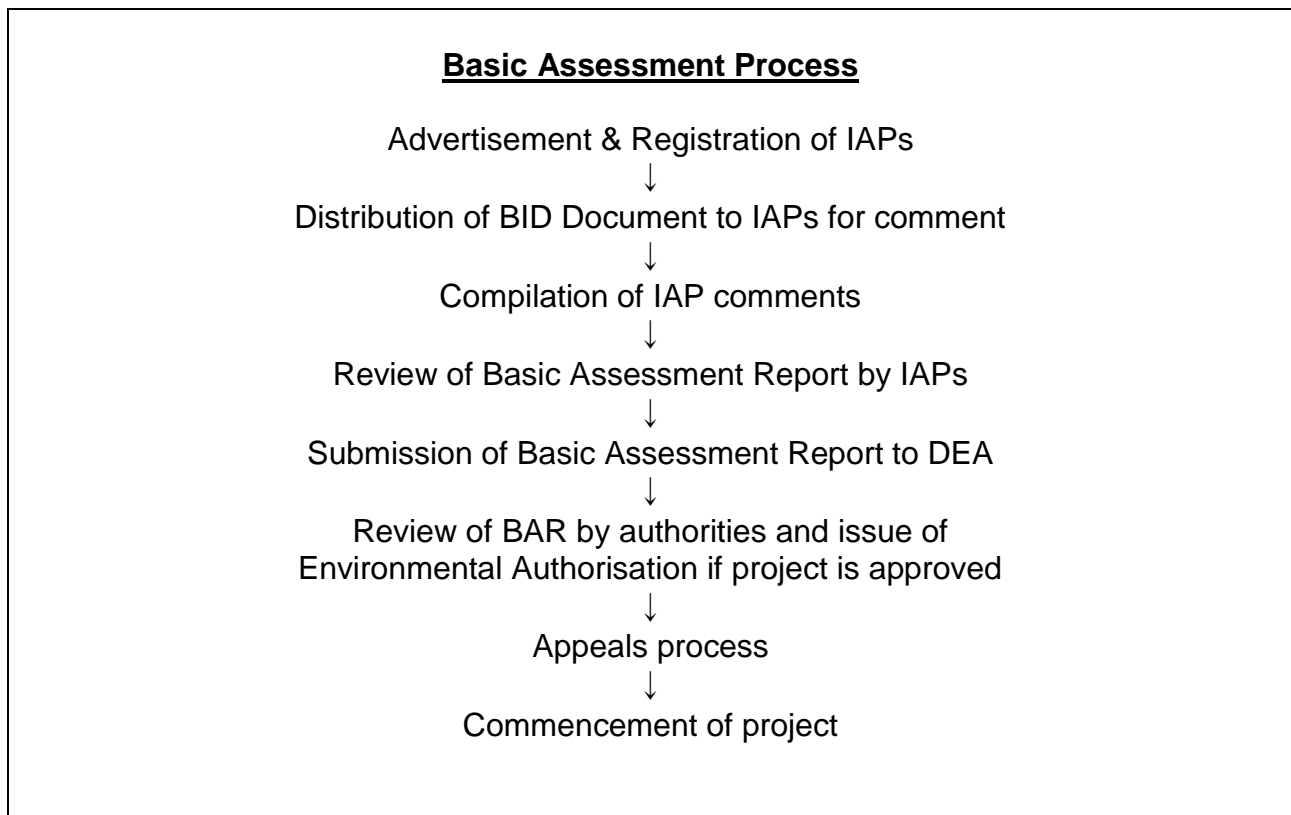 Basic Assessment Process
Advertisement & Registration of IAPs
↓
Distribution of BID Document to IAPs for comment
↓
Compilation of IAP comments
↓
Review of Basic Assessment Report by IAPs
↓
Submission of Basic Assessment Report to DEA
↓
Review of BAR by authorities and issue of
Environmental Authorisation if project is approved
↓
Appeals process
↓
Commencement of project